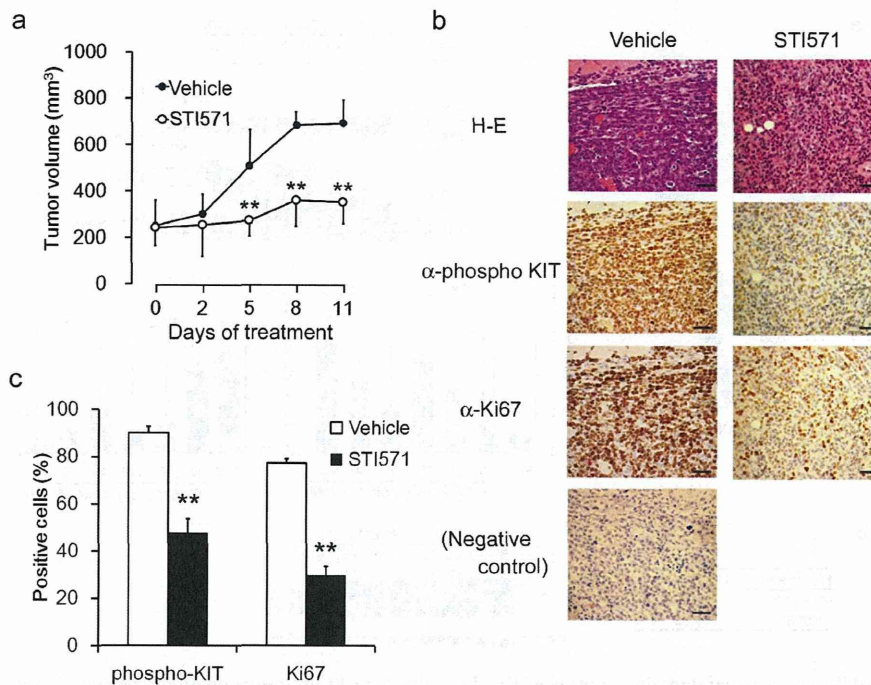 a
Tumor volume (mm³)
1000
800
600
400
200
0
Vehicle
STI571
**
**
**
0 2 5 8 11
Days of treatment
b
Vehicle STI571
H-E
α-phospho KIT
α-Ki67
(Negative
control)
c
Positive cells (%)
100
80
60
40
20
0
Vehicle
STI571
**
**
phospho-KIT Ki67